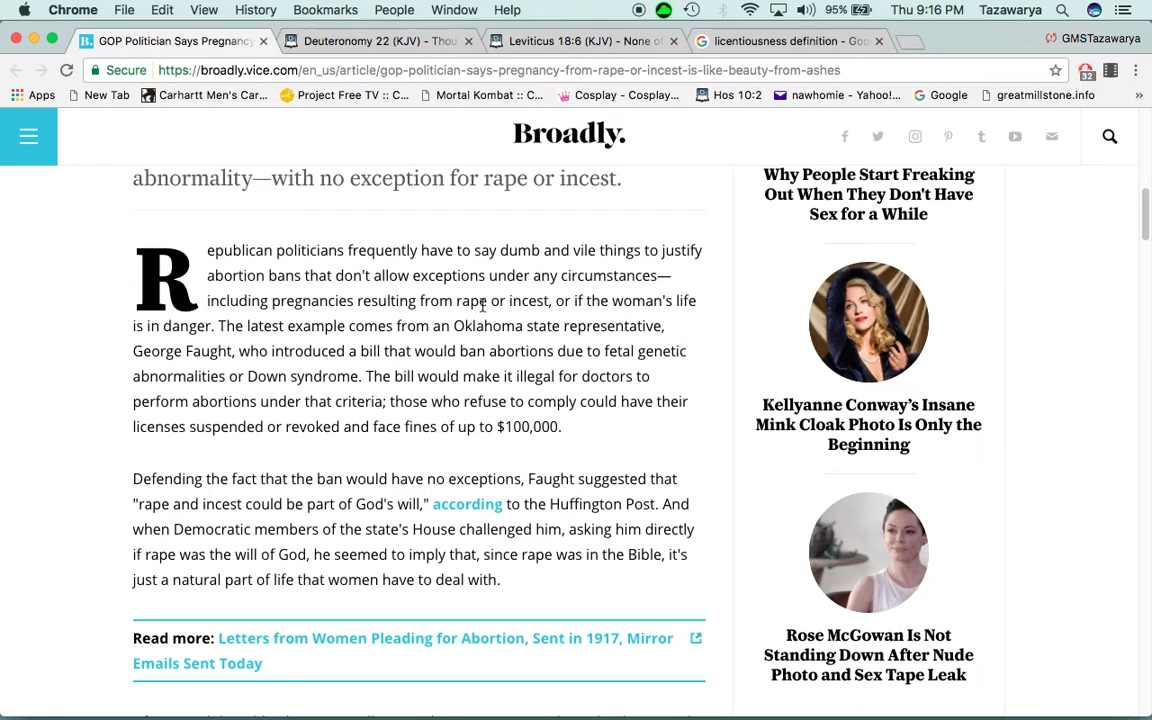 Chrome File Edit View History Bookmarks People Window Help 95% Thu 9:16 PM Tazawarya
GOP Politician Says Pregnancy
Deuteronomy 22 (KJV) - Thou
Leviticus 18:6 (KJV) - None of
licentiousness definition - Goo
GMSTazawarya
Secure https://broadly.vice.com/en_us/article/gop-politician-says-pregnancy-from-rape-or-incest-is-like-beauty-from-ashes 32
Apps New Tab Carhartt Men's Car... Project Free TV :: C... Mortal Kombat :: C... Cosplay - Cosplay... Hos 10:2 nawhomie - Yahoo!... Google greatmillstone.info »
Broadly.
abnormality—with no exception for rape or incest.
Republican politicians frequently have to say dumb and vile things to justify
abortion bans that don't allow exceptions under any circumstances—
including pregnancies resulting from rape or incest, or if the woman's life
is in danger. The latest example comes from an Oklahoma state representative,
George Faught, who introduced a bill that would ban abortions due to fetal genetic
abnormalities or Down syndrome. The bill would make it illegal for doctors to
perform abortions under that criteria; those who refuse to comply could have their
licenses suspended or revoked and face fines of up to $100,000.
Defending the fact that the ban would have no exceptions, Faught suggested that
"rape and incest could be part of God's will," according to the Huffington Post. And
when Democratic members of the state's House challenged him, asking him directly
if rape was the will of God, he seemed to imply that, since rape was in the Bible, it's
just a natural part of life that women have to deal with.
Read more: Letters from Women Pleading for Abortion, Sent in 1917, Mirror
Emails Sent Today
Why People Start Freaking
Out When They Don't Have
Sex for a While
Kellyanne Conway's Insane
Mink Cloak Photo Is Only the
Beginning
Rose McGowan Is Not
Standing Down After Nude
Photo and Sex Tape Leak